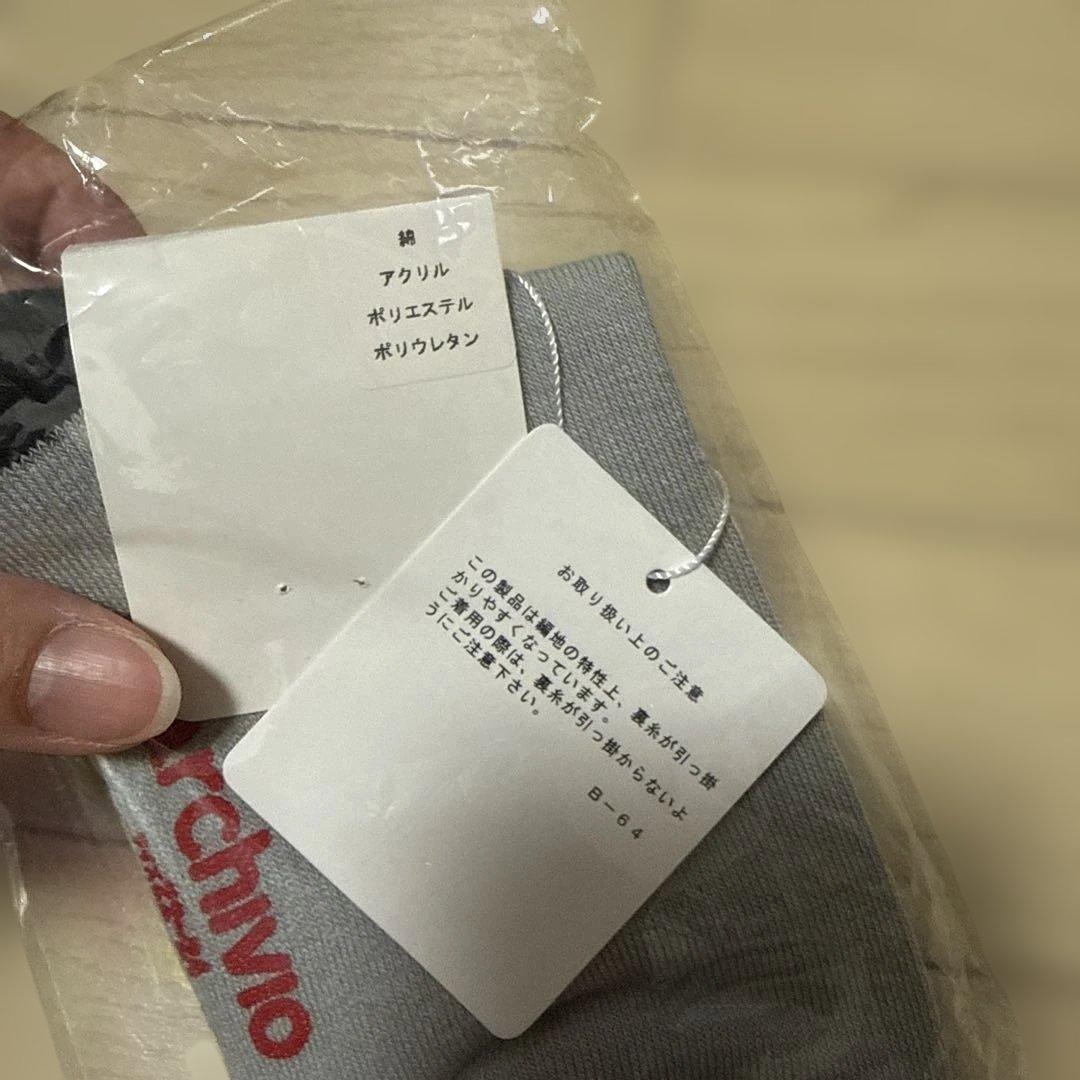 綿
アクリル
ポリエステル
ポリウレタン
お取り扱い上のご注意
この製品は編地の特性上、裏糸が引っ掛
かりやすくなっています。
ご着用の際は、裏糸が引っ掛からないよ
うにご注意下さい。
B－64
archivio